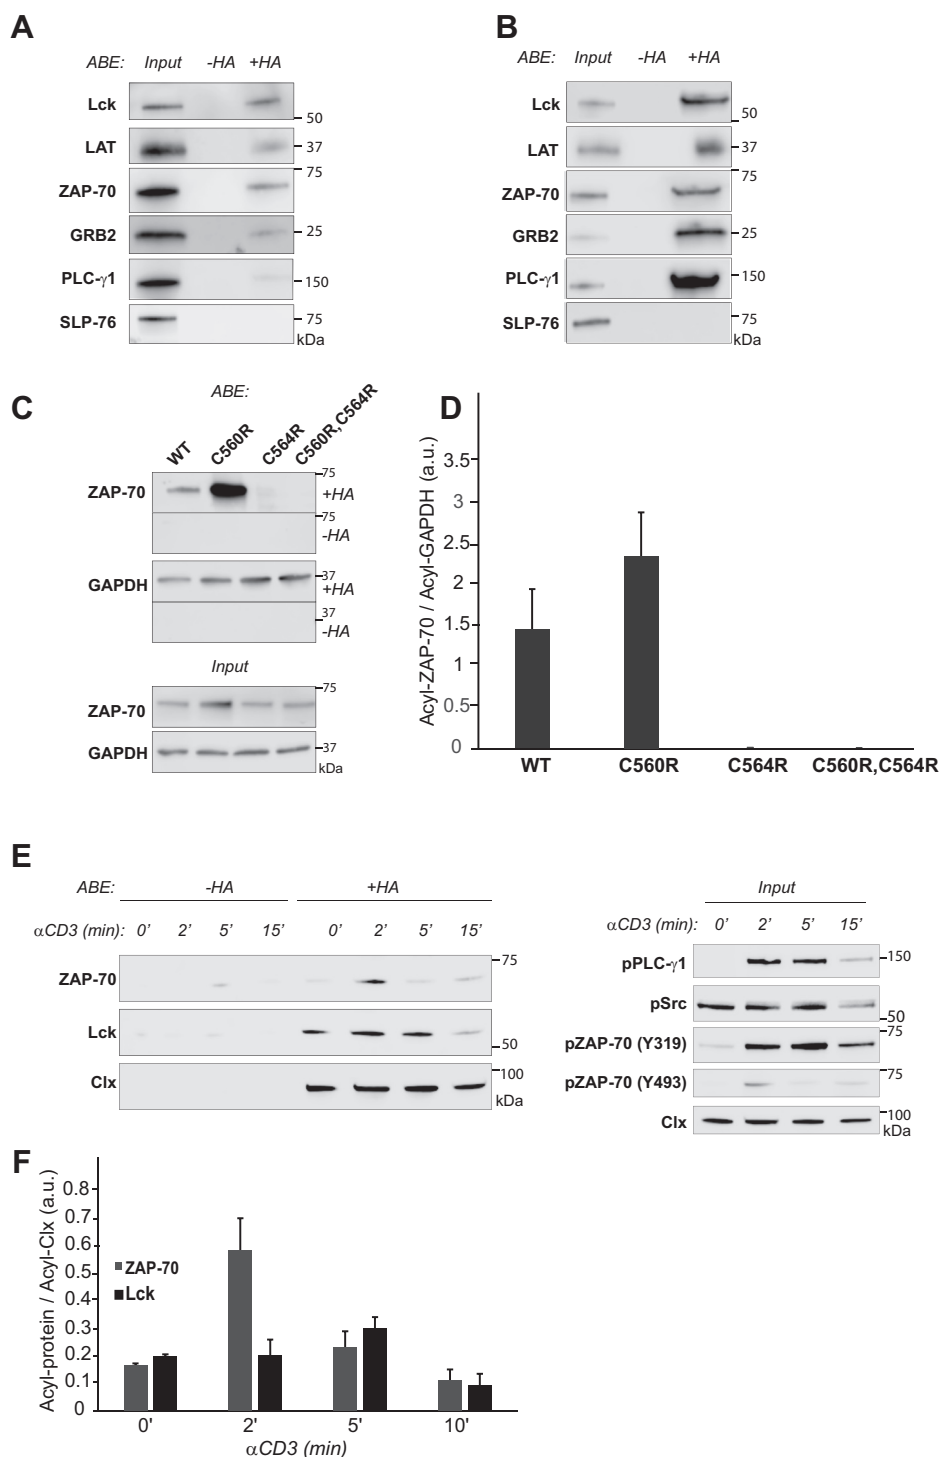 A
ABE: Input -HA +HA
Lck
50
LAT
37
75
ZAP-70
GRB2
25
PLC-γ1
150
SLP-76
75
kDa
B
ABE: Input -HA +HA
Lck
50
LAT
37
75
ZAP-70
GRB2
25
PLC-γ1
150
SLP-76
75
kDa
C
ABE:
WT C560R C564R C560R,C564R
75
ZAP-70
+HA
75
-HA
37
GAPDH
+HA
37
-HA
Input
75
ZAP-70
GAPDH
37
kDa
D
Acyl-ZAP-70 / Acyl-GAPDH (a.u.)
3.5
3
2.5
2
1.5
1
0.5
0
WT C560R C564R C560R,C564R
E
ABE: -HA +HA
αCD3 (min): 0' 2' 5' 15' 0' 2' 5' 15'
75
ZAP-70
Lck
50
100
Clx
kDa
Input
αCD3 (min): 0' 2' 5' 15'
pPLC-γ1
150
pSrc
50
75
pZAP-70 (Y319)
75
pZAP-70 (Y493)
100
Clx
kDa
F
Acyl-protein / Acyl-Clx (a.u.)
0.8
0.7
0.6
0.5
0.4
0.3
0.2
0.1
0
ZAP-70
Lck
0' 2' 5' 10'
αCD3 (min)